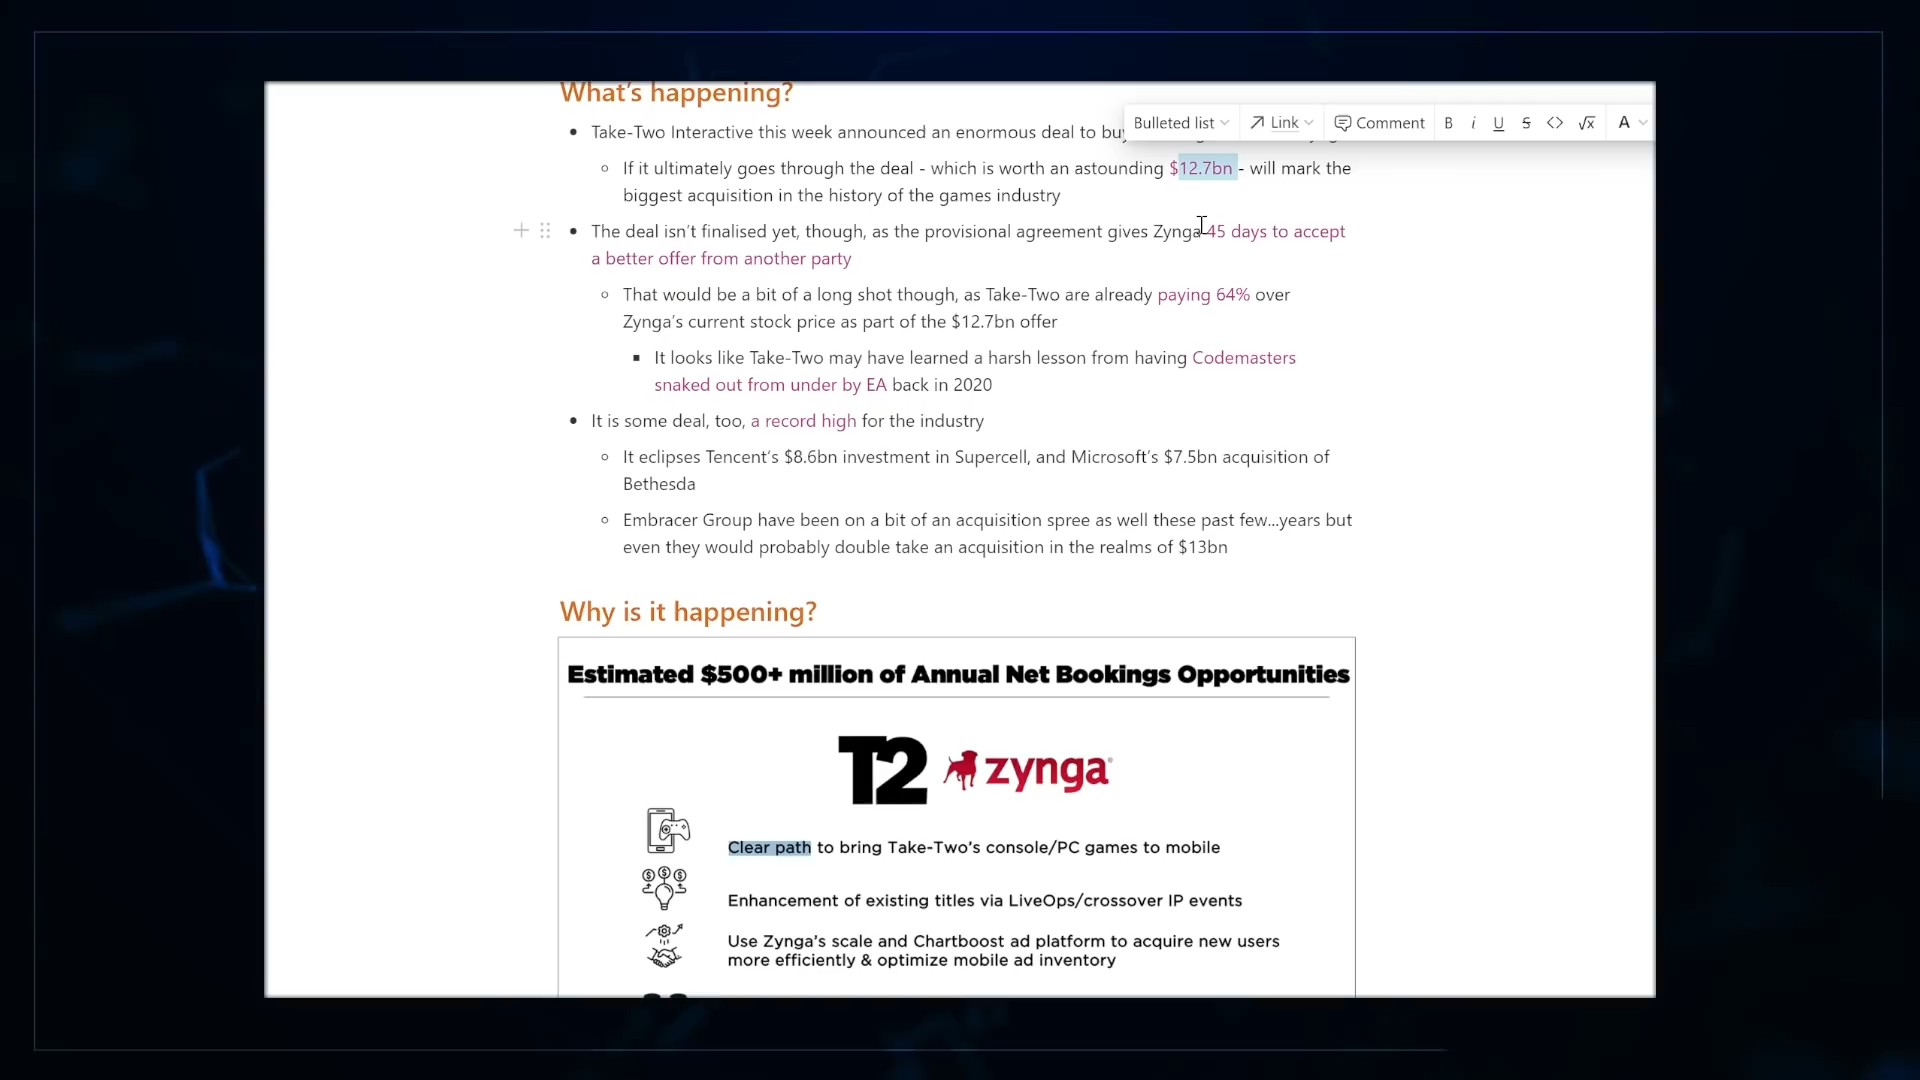 What's happening?
Bulleted list
Link
Comment
B i U S <> √x A
Take-Two Interactive this week announced an enormous deal to buy
If it ultimately goes through the deal - which is worth an astounding $12.7bn - will mark the
biggest acquisition in the history of the games industry
The deal isn't finalised yet, though, as the provisional agreement gives Zynga 45 days to accept
a better offer from another party
That would be a bit of a long shot though, as Take-Two are already paying 64% over
Zynga's current stock price as part of the $12.7bn offer
It looks like Take-Two may have learned a harsh lesson from having Codemasters
snaked out from under by EA back in 2020
It is some deal, too, a record high for the industry
It eclipses Tencent's $8.6bn investment in Supercell, and Microsoft's $7.5bn acquisition of
Bethesda
Embracer Group have been on a bit of an acquisition spree as well these past few...years but
even they would probably double take an acquisition in the realms of $13bn
Why is it happening?
Estimated $500+ million of Annual Net Bookings Opportunities
T2 zynga
Clear path to bring Take-Two's console/PC games to mobile
Enhancement of existing titles via LiveOps/crossover IP events
Use Zynga's scale and Chartboost ad platform to acquire new users
more efficiently & optimize mobile ad inventory